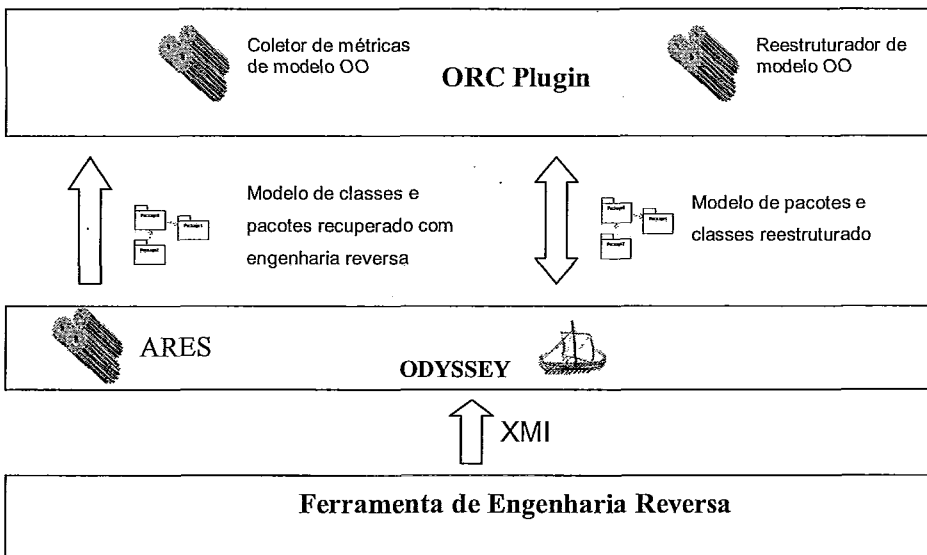 Coletor de métricas
de modelo OO
ORC Plugin
Reestruturador de
modelo OO
Modelo de classes e
pacotes recuperado com
engenharia reversa
Modelo de pacotes e
classes reestruturado
ARES
ODYSSEY
XMI
Ferramenta de Engenharia Reversa